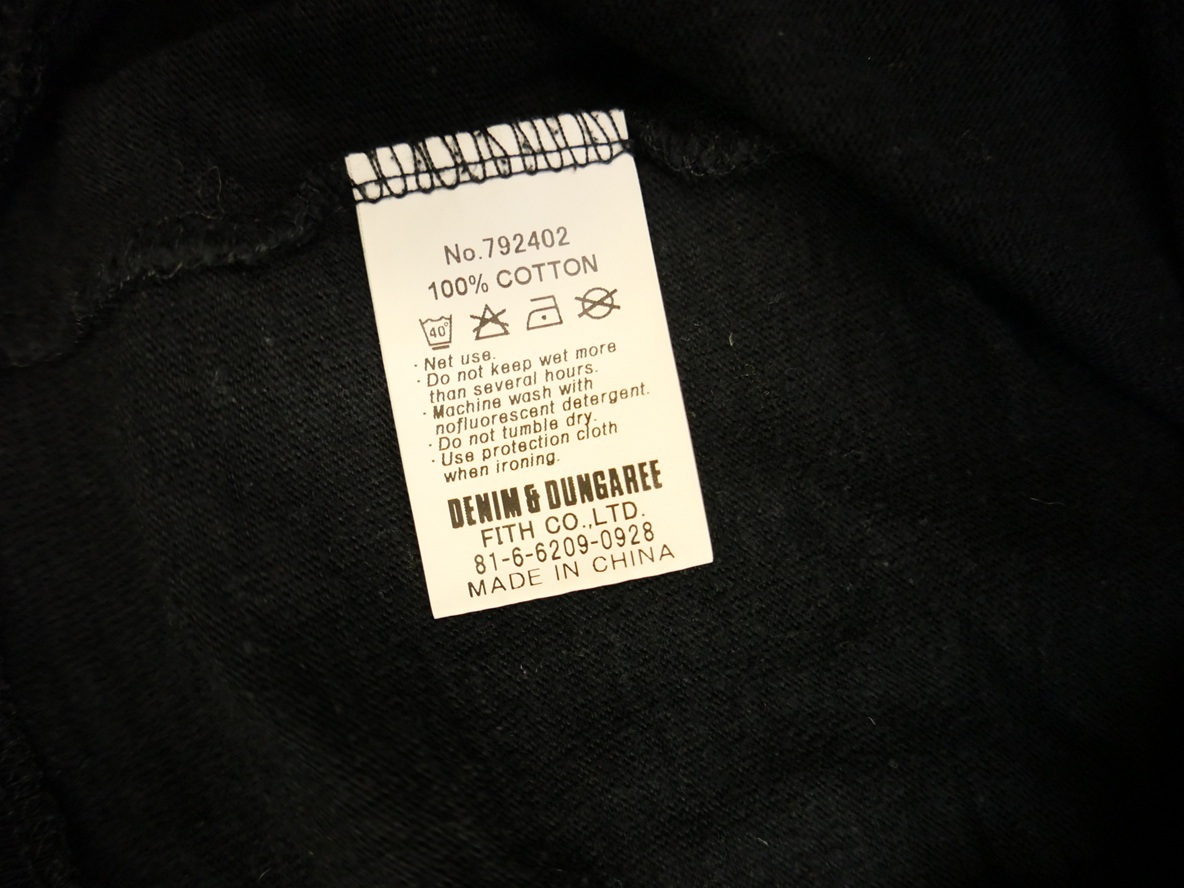 No.792402
100% COTTON
40°
· Net use.
· Do not keep wet more
than several hours.
· Machine wash with
nofluorescent detergent.
· Do not tumble dry.
· Use protection cloth
when ironing.
DENIM & DUNGAREE
FITH CO.,LTD.
81-6-6209-0928
MADE IN CHINA